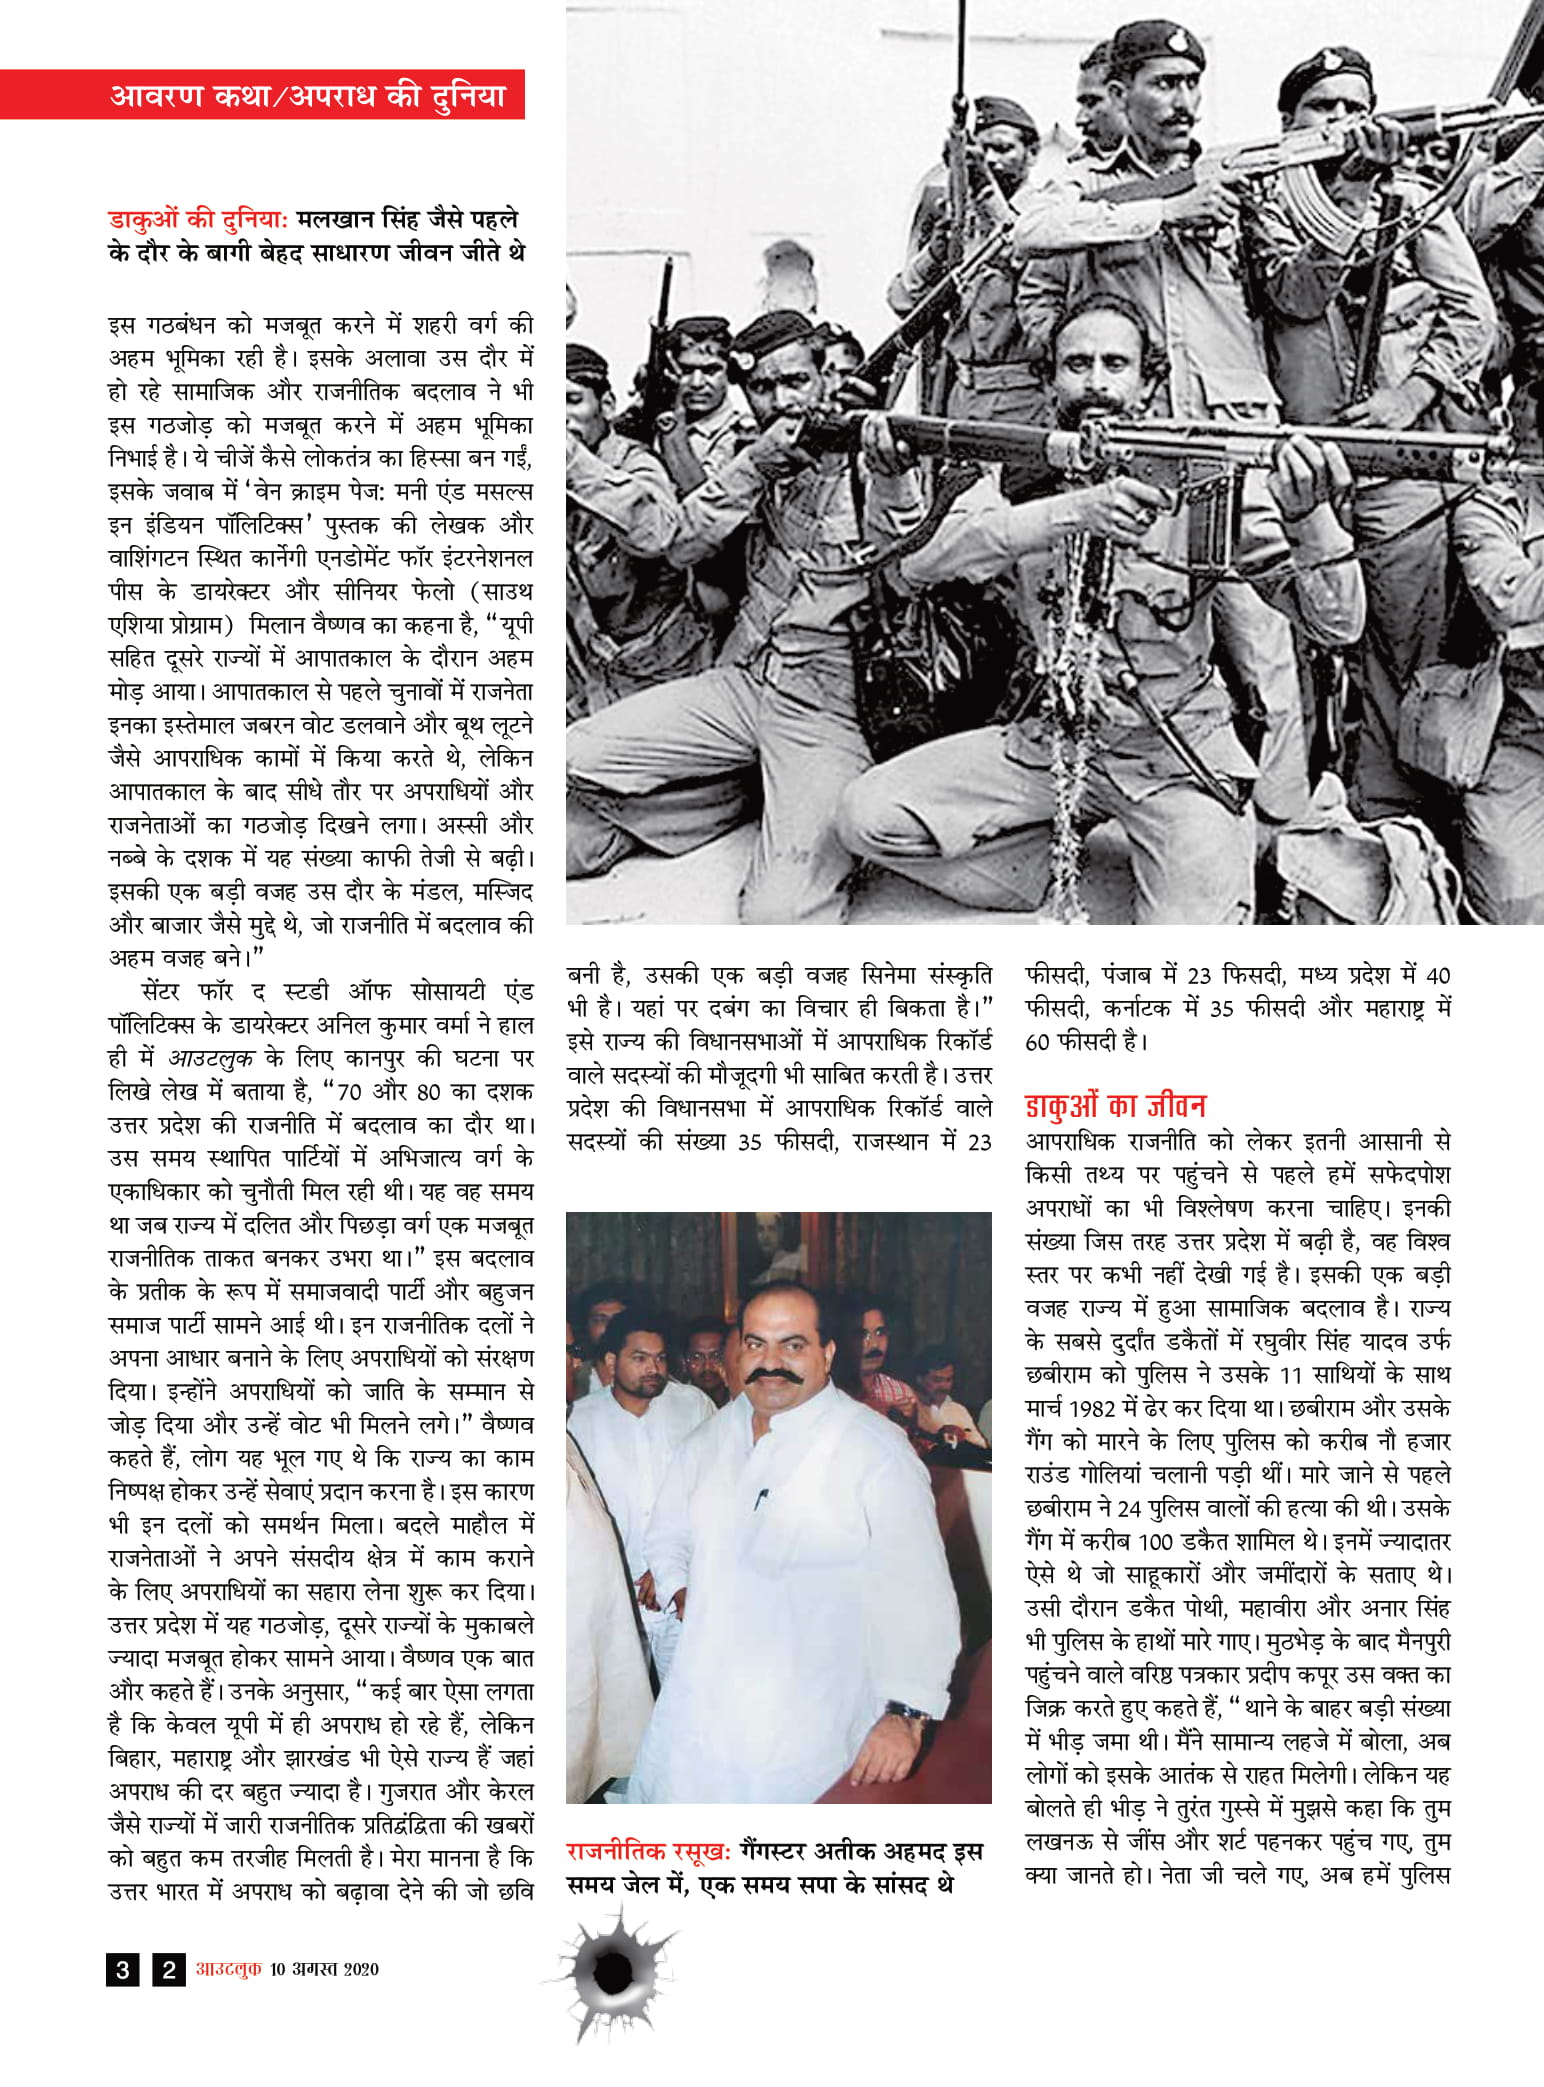 आवरण कथा/अपराध की दुनिया
डाकुओं की दुनिया: मलखान सिंह जैसे पहले
के दौर के बागी बेहद साधारण जीवन जीते थे
इस गठबंधन को मजबूत करने में शहरी वर्ग की
अहम भूमिका रही है। इसके अलावा उस दौर में
हो रहे सामाजिक और राजनीतिक बदलाव ने भी
इस गठजोड़ को मजबूत करने में अहम भूमिका
निभाई है। ये चीजें कैसे लोकतंत्र का हिस्सा बन गईं,
इसके जवाब में ‘वेन क्राइम पेज: मनी एंड मसल्स
इन इंडियन पॉलिटिक्स’ पुस्तक की लेखक और
वाशिंगटन स्थित कार्नेगी एनडोमेंट फॉर इंटरनेशनल
पीस के डायरेक्टर और सीनियर फेलो (साउथ
एशिया प्रोग्राम) मिलान वैष्णव का कहना है, “यूपी
सहित दूसरे राज्यों में आपातकाल के दौरान अहम
मोड़ आया। आपातकाल से पहले चुनावों में राजनेता
इनका इस्तेमाल जबरन वोट डलवाने और बूथ लूटने
जैसे आपराधिक कामों में किया करते थे, लेकिन
आपातकाल के बाद सीधे तौर पर अपराधियों और
राजनेताओं का गठजोड़ दिखने लगा। अस्सी और
नब्बे के दशक में यह संख्या काफी तेजी से बढ़ी।
इसकी एक बड़ी वजह उस दौर के मंडल, मस्जिद
और बाजार जैसे मुद्दे थे, जो राजनीति में बदलाव की
अहम वजह बने।”
सेंटर फॉर द स्टडी ऑफ सोसायटी एंड
पॉलिटिक्स के डायरेक्टर अनिल कुमार वर्मा ने हाल
ही में आउटलुक के लिए कानपुर की घटना पर
लिखे लेख में बताया है, “70 और 80 का दशक
उत्तर प्रदेश की राजनीति में बदलाव का दौर था।
उस समय स्थापित पार्टियों में अभिजात्य वर्ग के
एकाधिकार को चुनौती मिल रही थी। यह वह समय
था जब राज्य में दलित और पिछड़ा वर्ग एक मजबूत
राजनीतिक ताकत बनकर उभरा था।” इस बदलाव
के प्रतीक के रूप में समाजवादी पार्टी और बहुजन
समाज पार्टी सामने आई थी। इन राजनीतिक दलों ने
अपना आधार बनाने के लिए अपराधियों को संरक्षण
दिया। इन्होंने अपराधियों को जाति के सम्मान से
जोड़ दिया और उन्हें वोट भी मिलने लगे।” वैष्णव
कहते हैं, लोग यह भूल गए थे कि राज्य का काम
निष्पक्ष होकर उन्हें सेवाएं प्रदान करना है। इस कारण
भी इन दलों को समर्थन मिला। बदले माहौल में
राजनेताओं ने अपने संसदीय क्षेत्र में काम कराने
के लिए अपराधियों का सहारा लेना शुरू कर दिया।
उत्तर प्रदेश में यह गठजोड़, दूसरे राज्यों के मुकाबले
ज्यादा मजबूत होकर सामने आया। वैष्णव एक बात
और कहते हैं। उनके अनुसार, “कई बार ऐसा लगता
है कि केवल यूपी में ही अपराध हो रहे हैं, लेकिन
बिहार, महाराष्ट्र और झारखंड भी ऐसे राज्य हैं जहां
अपराध की दर बहुत ज्यादा है। गुजरात और केरल
जैसे राज्यों में जारी राजनीतिक प्रतिद्वंद्विता की खबरों
को बहुत कम तरजीह मिलती है। मेरा मानना है कि
उत्तर भारत में अपराध को बढ़ावा देने की जो छवि
बनी है, उसकी एक बड़ी वजह सिनेमा संस्कृति
भी है। यहां पर दबंग का विचार ही बिकता है।”
इसे राज्य की विधानसभाओं में आपराधिक रिकॉर्ड
वाले सदस्यों की मौजूदगी भी साबित करती है। उत्तर
प्रदेश की विधानसभा में आपराधिक रिकॉर्ड वाले
सदस्यों की संख्या 35 फीसदी, राजस्थान में 23
राजनीतिक रसूख: गैंगस्टर अतीक अहमद इस
समय जेल में, एक समय सपा के सांसद थे
फीसदी, पंजाब में 23 फिसदी, मध्य प्रदेश में 40
फीसदी, कर्नाटक में 35 फीसदी और महाराष्ट्र में
60 फीसदी है।
डाकुओं का जीवन
आपराधिक राजनीति को लेकर इतनी आसानी से
किसी तथ्य पर पहुंचने से पहले हमें सफेदपोश
अपराधों का भी विश्लेषण करना चाहिए। इनकी
संख्या जिस तरह उत्तर प्रदेश में बढ़ी है, वह विश्व
स्तर पर कभी नहीं देखी गई है। इसकी एक बड़ी
वजह राज्य में हुआ सामाजिक बदलाव है। राज्य
के सबसे दुर्दांत डकैतों में रघुवीर सिंह यादव उर्फ
छबीराम को पुलिस ने उसके 11 साथियों के साथ
मार्च 1982 में ढेर कर दिया था। छबीराम और उसके
गैंग को मारने के लिए पुलिस को करीब नौ हजार
राउंड गोलियां चलानी पड़ी थीं। मारे जाने से पहले
छबीराम ने 24 पुलिस वालों की हत्या की थी। उसके
गैंग में करीब 100 डकैत शामिल थे। इनमें ज्यादातर
ऐसे थे जो साहूकारों और जमींदारों के सताए थे।
उसी दौरान डकैत पोथी, महावीरा और अनार सिंह
भी पुलिस के हाथों मारे गाए। मुठभेड़ के बाद मैनपुरी
पहुंचने वाले वरिष्ठ पत्रकार प्रदीप कपूर उस वक्त का
जिक्र करते हुए कहते हैं, “थाने के बाहर बड़ी संख्या
में भीड़ जमा थी। मैंने सामान्य लहजे में बोला, अब
लोगों को इसके आतंक से राहत मिलेगी। लेकिन यह
बोलते ही भीड़ ने तुरंत गुस्से में मुझसे कहा कि तुम
लखनऊ से जींस और शर्ट पहनकर पहुंच गए, तुम
क्या जानते हो। नेता जी चले गए, अब हमें पुलिस
3 2 आउटलुक 10 अगस्त 2020